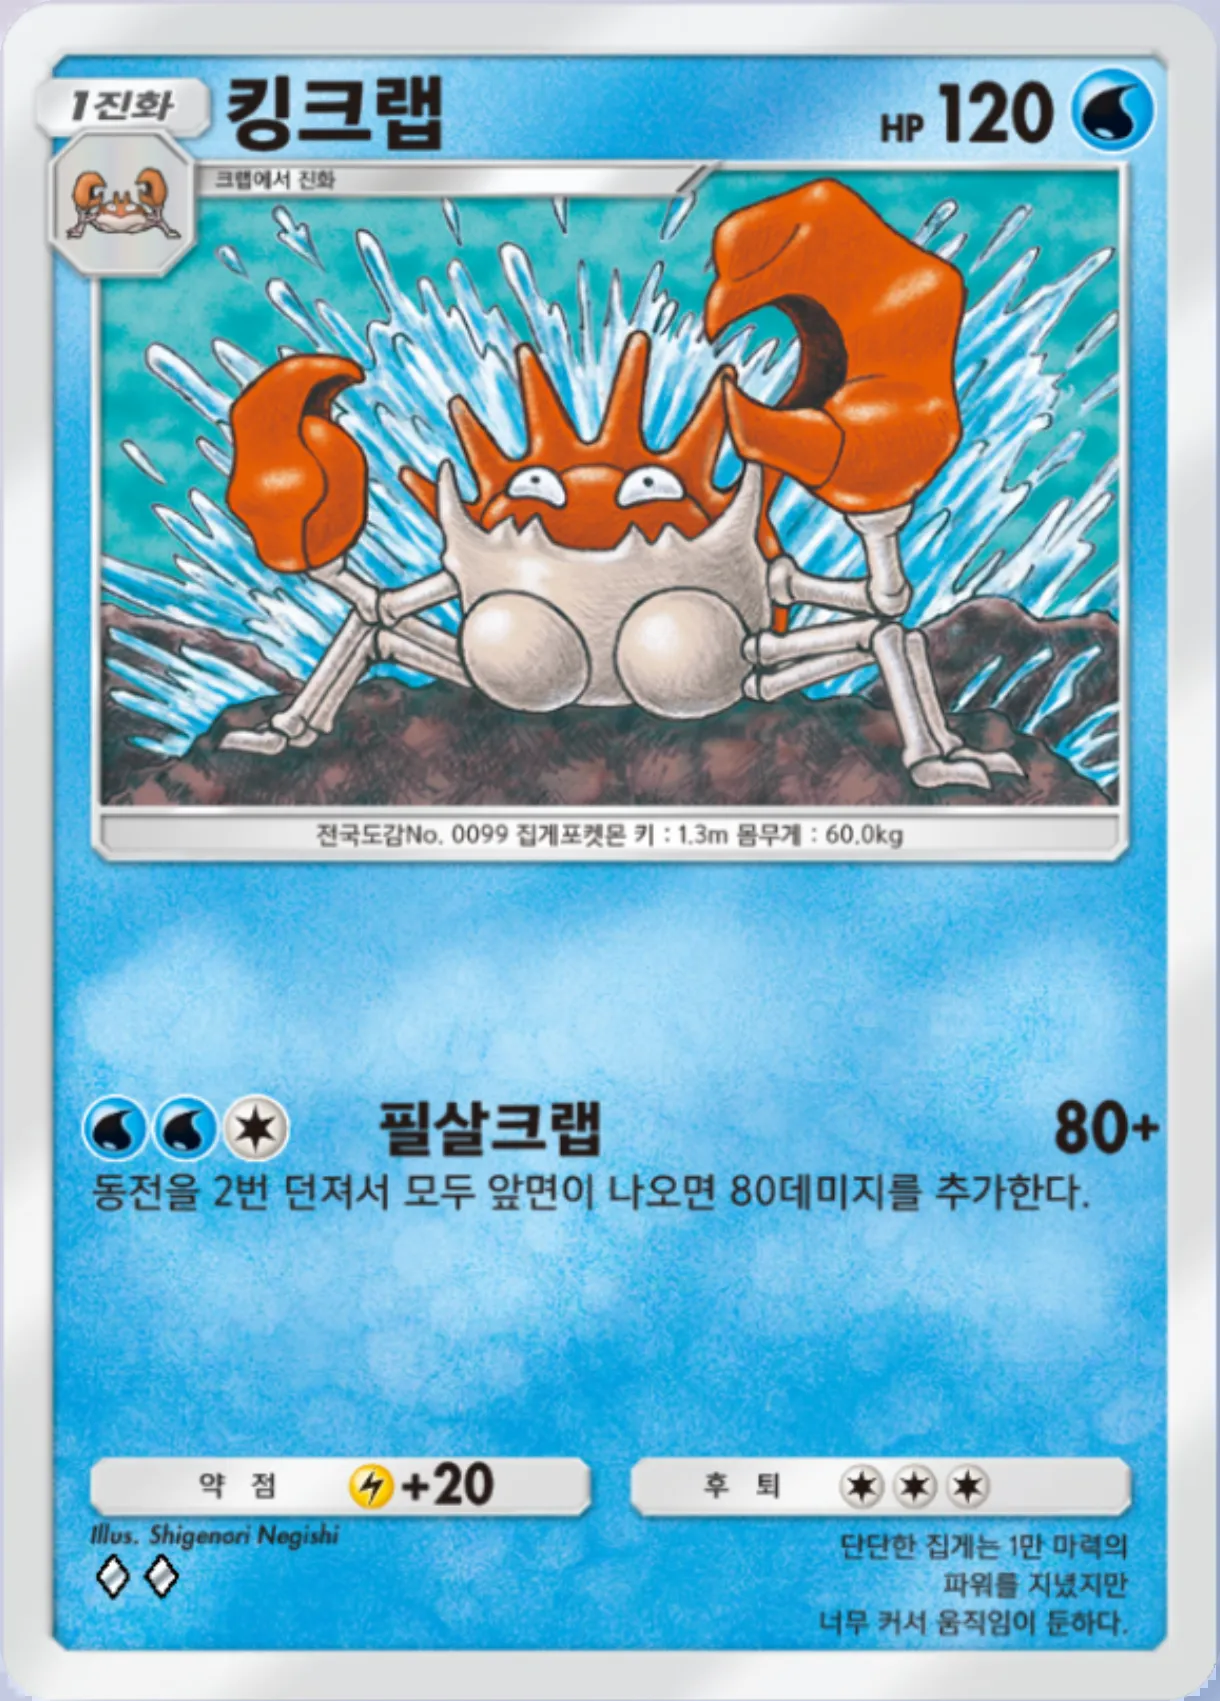 1진화 킹크랩 HP 120
크랩에서 진화
전국도감No. 0099 집게포켓몬 키 : 1.3m 몸무게 : 60.0kg
필살크랩 80+
동전을 2번 던져서 모두 앞면이 나오면 80데미지를 추가한다.
약 점 +20 후 퇴
Illus. Shigenori Negishi
단단한 집게는 1만 마력의
파워를 지녔지만
너무 커서 움직임이 둔하다.